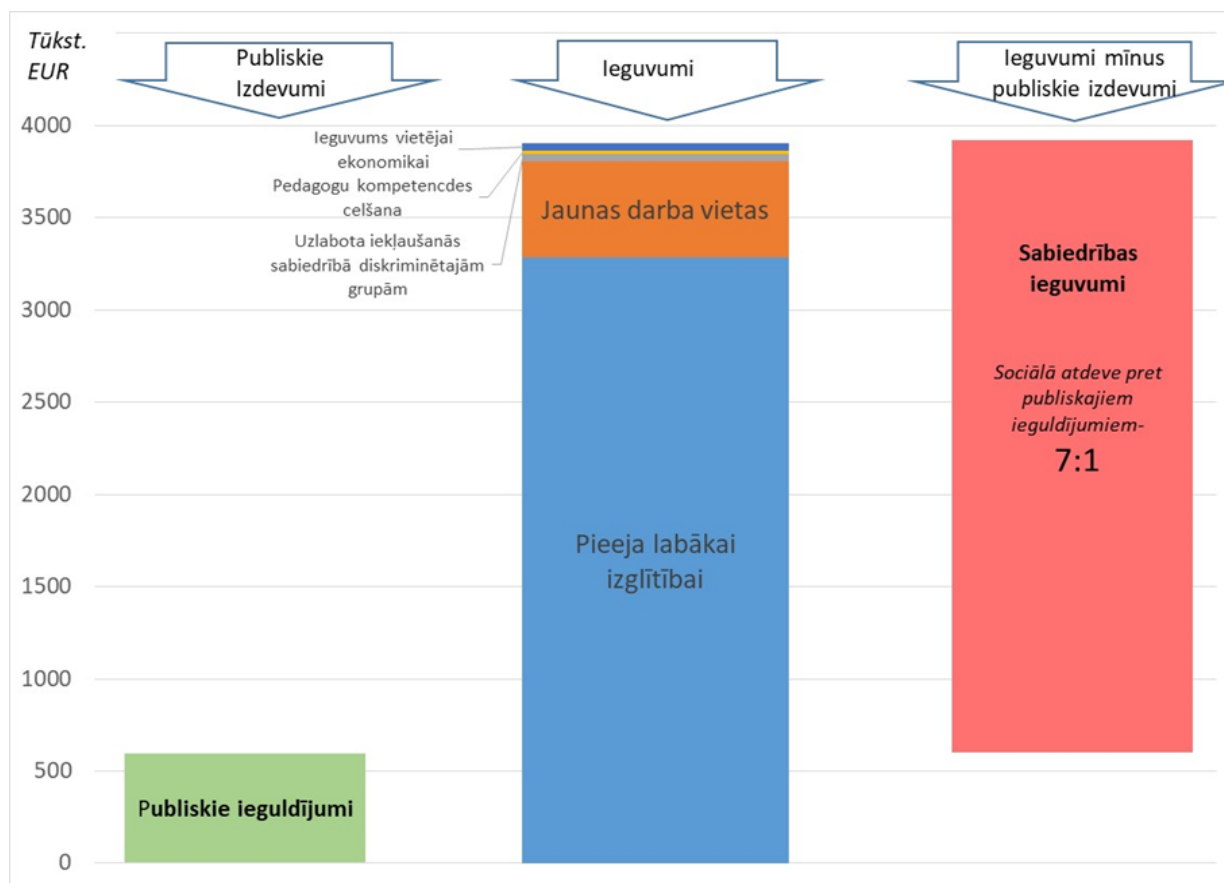 Tūkst.
EUR
Publiskie
Izdevumi
Ieguvumi
Ieguvumi mīnus
publiskie izdevumi
4000
3500
3000
2500
2000
1500
1000
500
0
Ieguvums vietējai
ekonomikai
Pedagogu kompetencdes
celšana
Uzlabota iekļaušanās
sabiedrībā diskriminētajām
grupām
Publiskie ieguldījumi
Jaunas darba vietas
Pieeja labākai
izglītībai
Sabiedrības
ieguvumi
Sociālā atdeve pret
publiskajiem
ieguldījumiem-
7:1